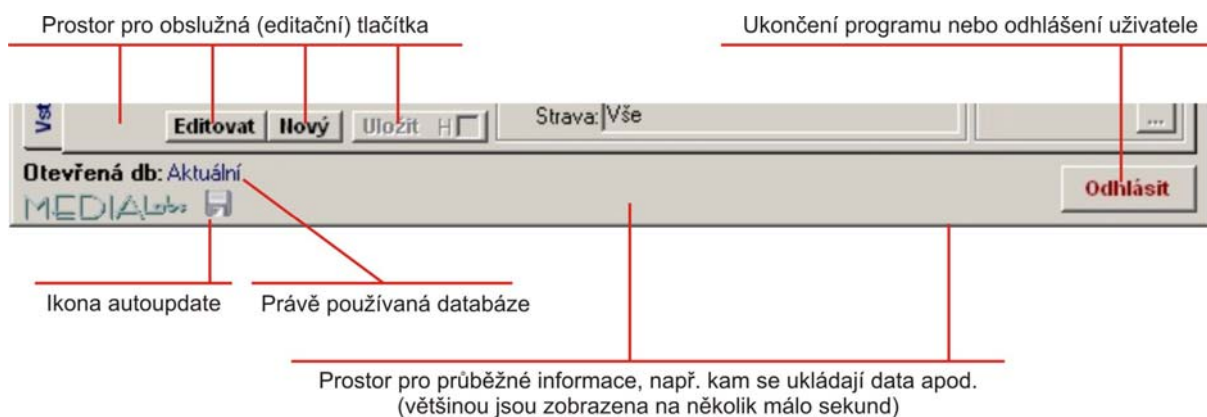 Prostor pro obslužná (editační) tlačítka
Ukončení programu nebo odhlášení uživatele
Vst
Editovat
Nový
Uložit H
Strava: Vše
...
Otevřená db: Aktuální
MEDIALabs
Odhlásit
Ikona autoupdate
Právě používaná databáze
Prostor pro průběžné informace, např. kam se ukládají data apod.
(většinou jsou zobrazena na několik málo sekund)